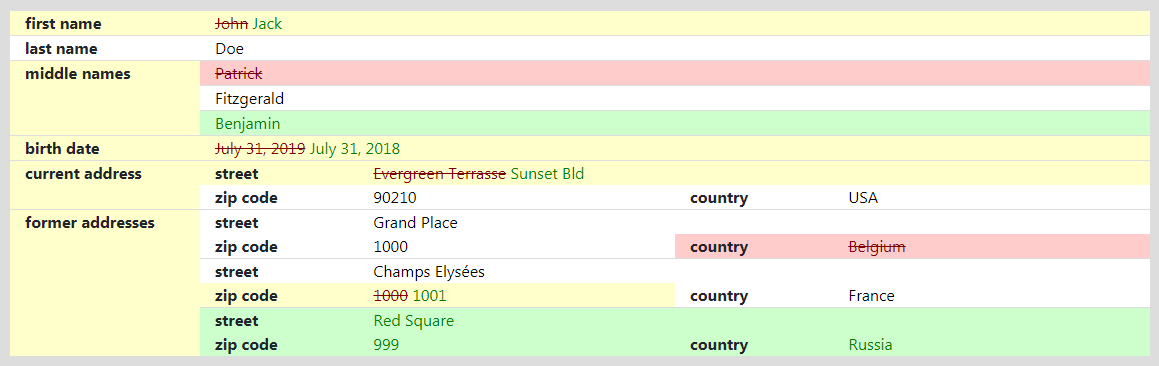 first name John Jack
last name Doe
middle names Patrick
Fitzgerald
Benjamin
birth date July 31, 2019 July 31, 2018
current address street Evergreen Terrasse Sunset Bld
zip code 90210 country USA
former addresses street Grand Place
zip code 1000 country Belgium
street Champs Elysées
zip code 1000 1001 country France
street Red Square
zip code 999 country Russia